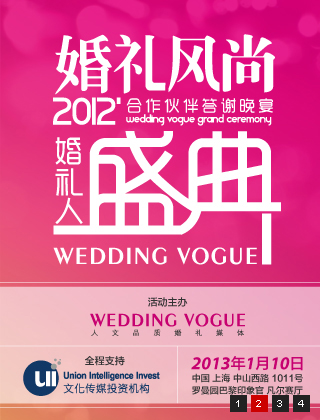 婚礼风尚
2012' 合作伙伴答谢晚宴
wedding vogue grand ceremony
婚礼人 盛典
WEDDING VOGUE
活动主办
WEDDING VOGUE
人文品质婚礼媒体
全程支持
UI Union Intelligence Invest
文化传媒投资机构
2013年1月10日
中国 上海 中山西路 1011号
罗曼园巴黎印象宫 凡尔赛厅
1 2 3 4